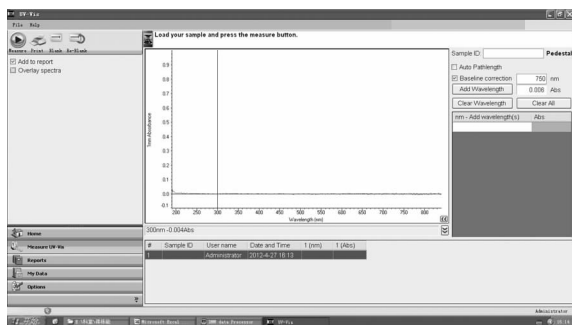 UV-Vis
File Help
Measure Print Blank Re-Blank
Load your sample and press the measure button.
Add to report
Overlay spectra
Sample ID Pedestal
Auto Pathlength
Baseline correction 750 nm
Add Wavelength 0.006 Abs
Clear Wavelength Clear All
nm - Add wavelength(s) Abs
1mm Absorbance
0.9
0.8
0.7
0.6
0.5
0.4
0.3
0.2
0.1
0.0
-0.1
200 250 300 350 400 450 500 550 600 650 700 750 800
Wavelength (nm)
300nm -0.004Abs
Home
Measure UV-Vis
Reports
My Data
Options
# Sample ID User name Date and Time 1 (nm) 1 (Abs)
1 Administrator 2012-4-27 16:13
Administrator
Microsoft Excel
UV-Vis
16:14